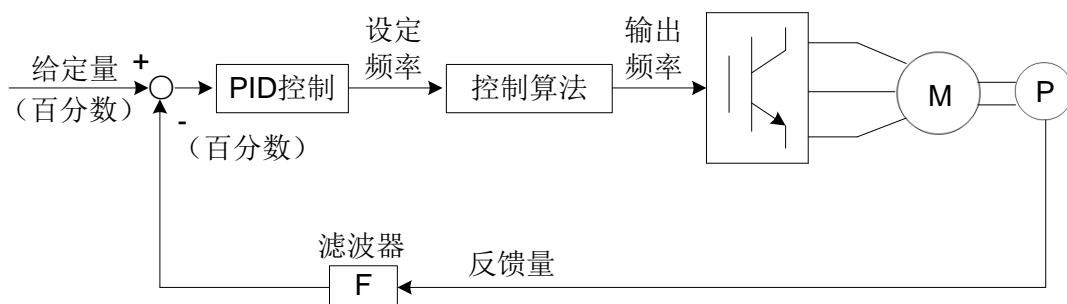 给定量
+
（百分数）
-
（百分数）
PID控制
设定
频率
控制算法
输出
频率
M
P
滤波器
F
反馈量